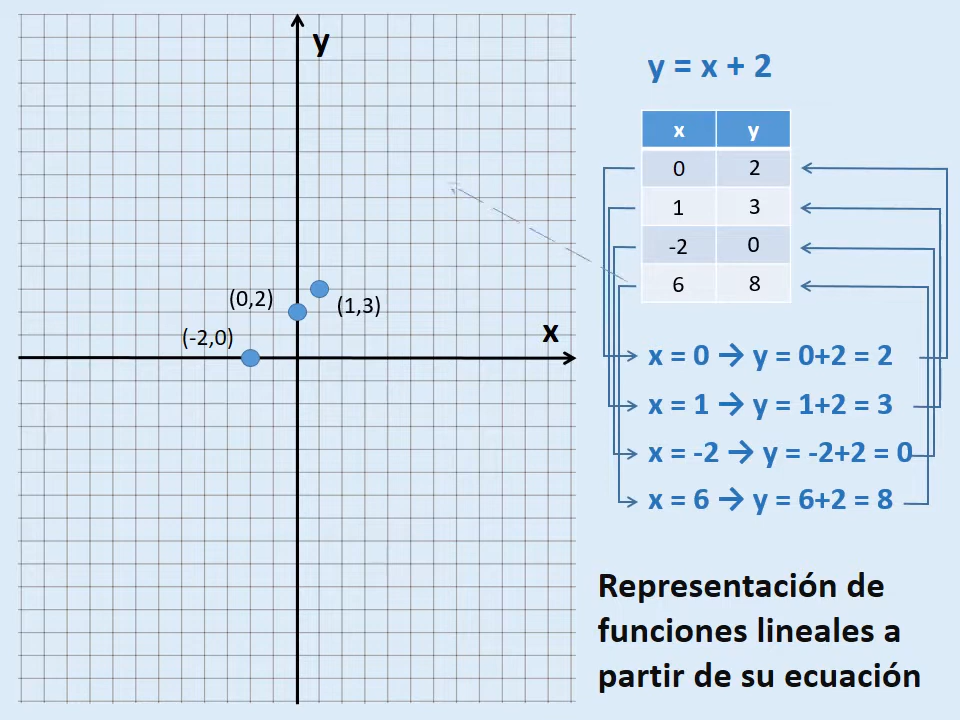 y
y = x + 2
x y
0 2
1 3
-2 0
6 8
(0,2)
(1,3)
(-2,0)
x
x = 0 → y = 0+2 = 2
x = 1 → y = 1+2 = 3
x = -2 → y = -2+2 = 0
x = 6 → y = 6+2 = 8
Representación de
funciones lineales a
partir de su ecuación